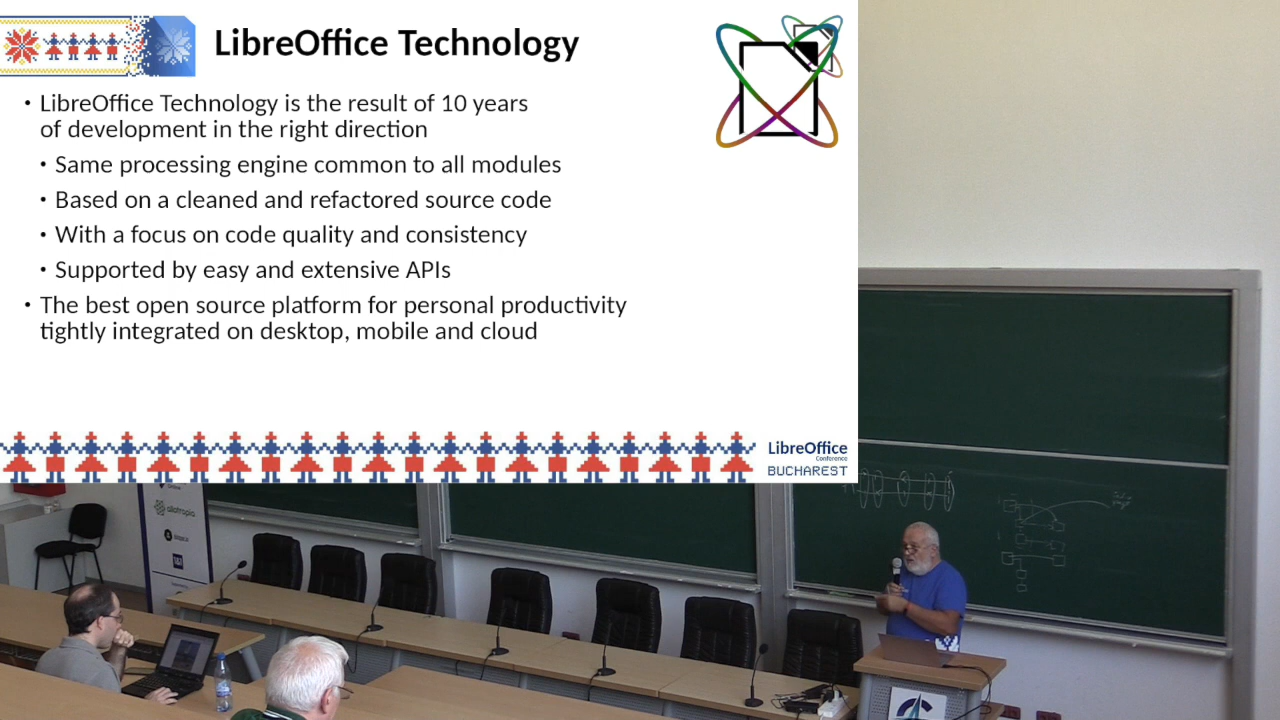 LibreOffice Technology
• LibreOffice Technology is the result of 10 years
of development in the right direction
• Same processing engine common to all modules
• Based on a cleaned and refactored source code
• With a focus on code quality and consistency
• Supported by easy and extensive APIs
• The best open source platform for personal productivity
tightly integrated on desktop, mobile and cloud
LibreOffice
Conference
BUCHAREST
allotropia